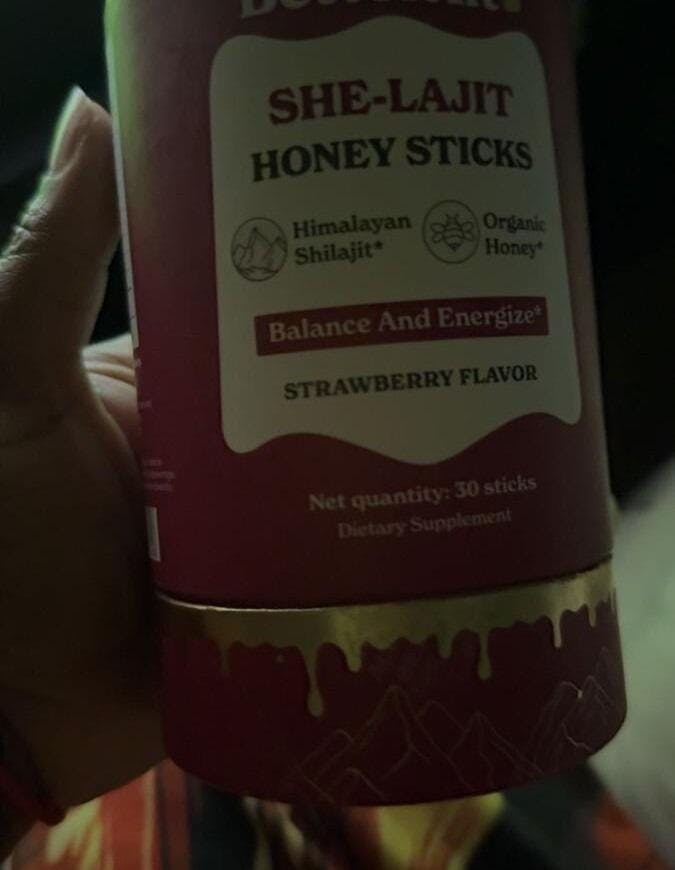 SHE-LAJIT
HONEY STICKS
Himalayan
Shilajit*
Organic
Honey*
Balance And Energize*
STRAWBERRY FLAVOR
Net quantity: 30 sticks
Dietary Supplement